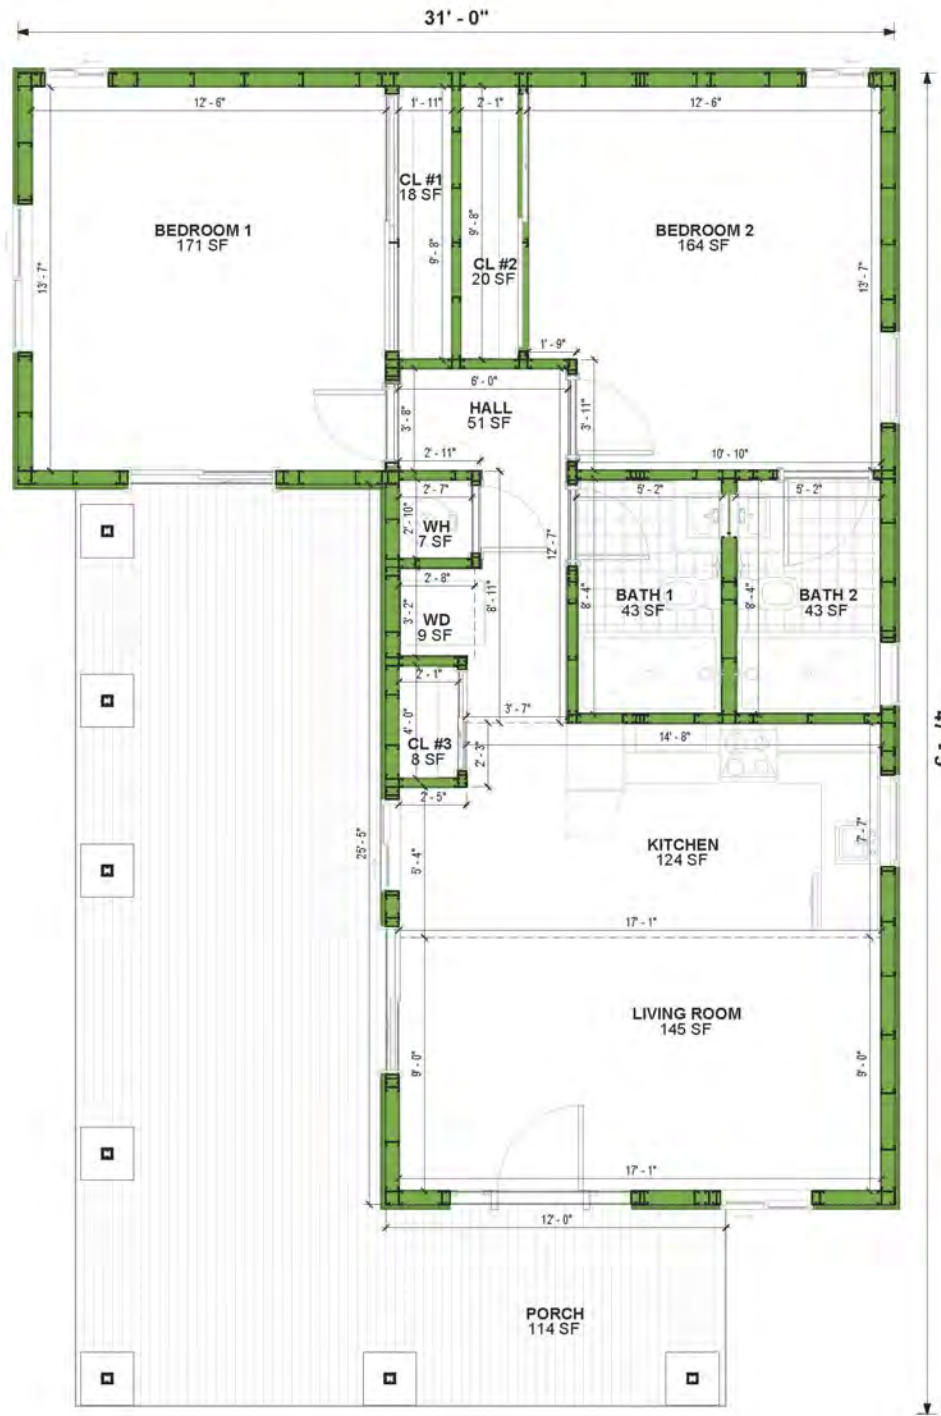 31' - 0"
12' - 6"
1' - 11"
2' - 1"
12' - 6"
CL #1
18 SF
BEDROOM 1
171 SF
BEDROOM 2
164 SF
9' - 8"
9' - 8"
CL #2
20 SF
13' - 7"
13' - 7"
1' - 9"
6' - 0"
HALL
51 SF
3' - 8"
3' - 11"
2' - 11"
10' - 10"
2' - 7"
5' - 2"
5' - 2"
2' - 10"
WH
7 SF
12' - 7"
2' - 8"
8' - 11"
8' - 4"
BATH 1
43 SF
8' - 4"
BATH 2
43 SF
3' - 2"
WD
9 SF
2' - 1"
3' - 7"
4' - 0"
CL #3
8 SF
2' - 3"
14' - 8"
2' - 5"
25' - 5"
5' - 4"
KITCHEN
124 SF
7' - 7"
17' - 1"
LIVING ROOM
145 SF
9' - 0"
9' - 0"
17' - 1"
12' - 0"
PORCH
114 SF